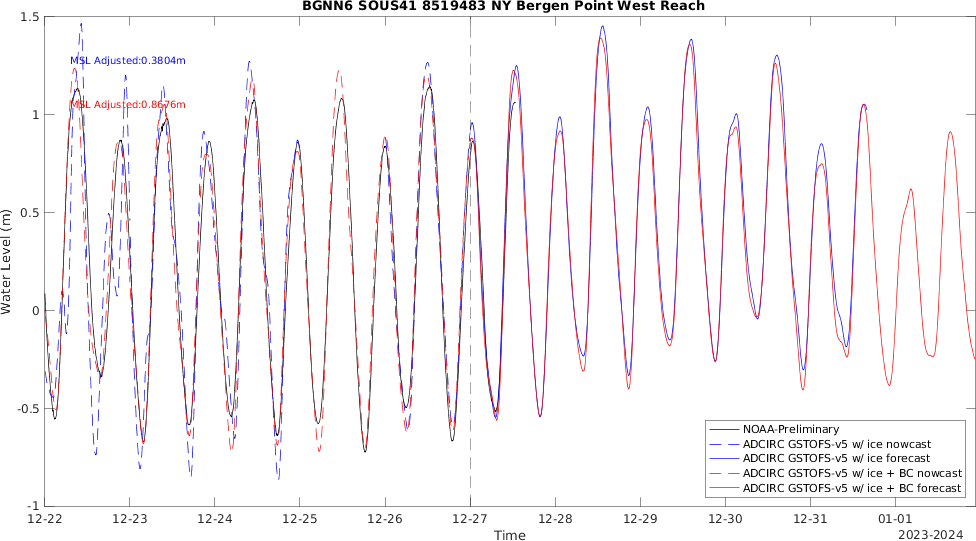 BGNN6 SOUS41 8519483 NY Bergen Point West Reach
1.5
MSL Adjusted:0.3804m
MSL Adjusted:0.8676m
1
0.5
Water Level (m)
0
-0.5
-1
NOAA-Preliminary
ADCIRC GSTOFS-v5 w/ ice nowcast
ADCIRC GSTOFS-v5 w/ ice forecast
ADCIRC GSTOFS-v5 w/ ice + BC nowcast
ADCIRC GSTOFS-v5 w/ ice + BC forecast
12-22 12-23 12-24 12-25 12-26 12-27 12-28 12-29 12-30 12-31 01-01
Time
2023-2024